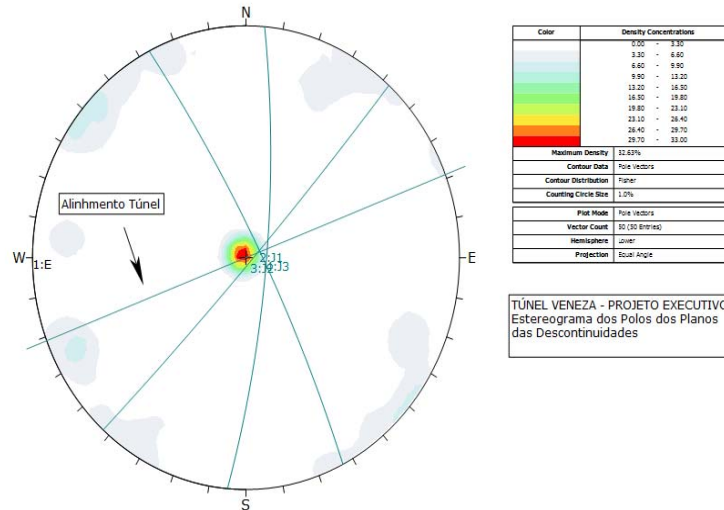 N
Color Density Concentrations
0.00 - 3.30
3.30 - 6.60
6.60 - 9.90
9.90 - 13.20
13.20 - 16.50
16.50 - 19.80
19.80 - 23.10
23.10 - 26.40
26.40 - 29.70
29.70 - 33.00
Maximum Density 32.63%
Contour Data Pole Vectors
Contour Distribution Fisher
Counting Circle Size 1.0%
Plot Mode Pole Vectors
Vector Count 30 (30 Entries)
Hemisphere Lower
Projection Equal Angle
Alinhmento Túnel
W
1:E
2:J1
3:J2
J3
E
S
TÚNEL VENEZA - PROJETO EXECUTIVO
Estereograma dos Polos dos Planos
das Descontinuidades